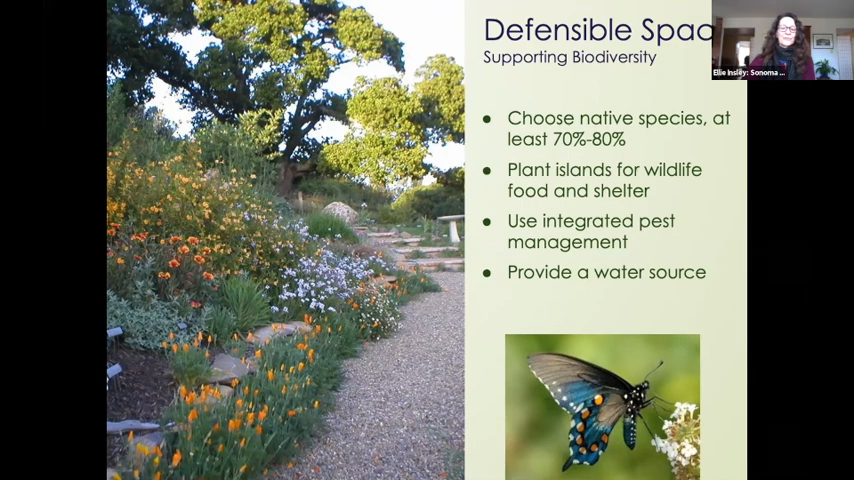 Defensible Spac
Supporting Biodiversity
Ellie Insley: Sonoma ...
● Choose native species, at
least 70%-80%
● Plant islands for wildlife
food and shelter
● Use integrated pest
management
● Provide a water source